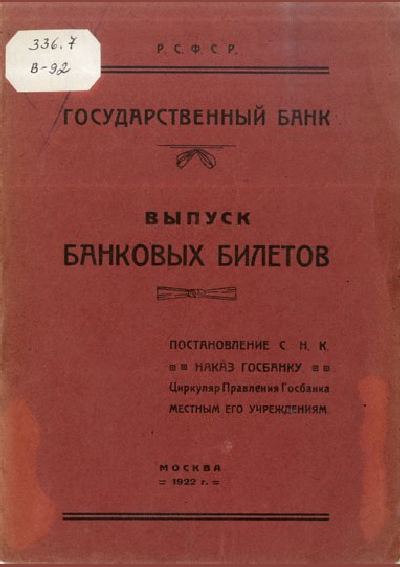 336.7
В-92
Р. С. Ф. С. Р.
ГОСУДАРСТВЕННЫЙ БАНК
ВЫПУСК
БАНКОВЫХ БИЛЕТОВ
ПОСТАНОВЛЕНИЕ С. Н. К.
НАКАЗ ГОСБАНКУ
Циркуляр Правления Госбанка
МЕСТНЫМ ЕГО УЧРЕЖДЕНИЯМ
МОСКВА
= 1922 г. =